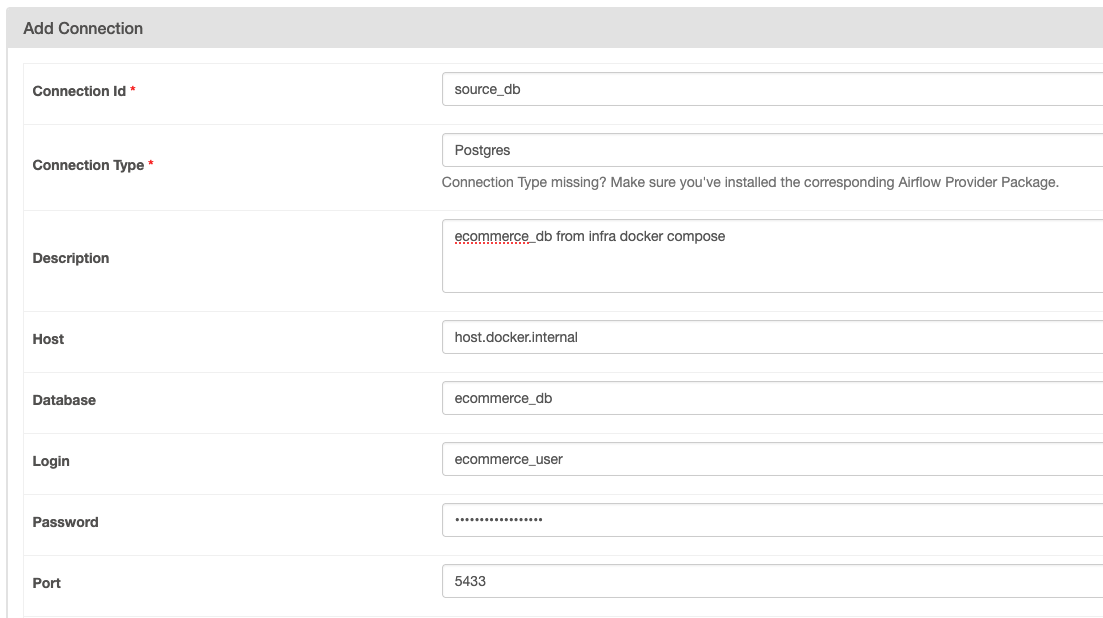 Add Connection
Connection Id *
source_db
Connection Type *
Postgres
Connection Type missing? Make sure you've installed the corresponding Airflow Provider Package.
Description
ecommerce_db from infra docker compose
Host
host.docker.internal
Database
ecommerce_db
Login
ecommerce_user
Password
••••••••••••••••••
Port
5433